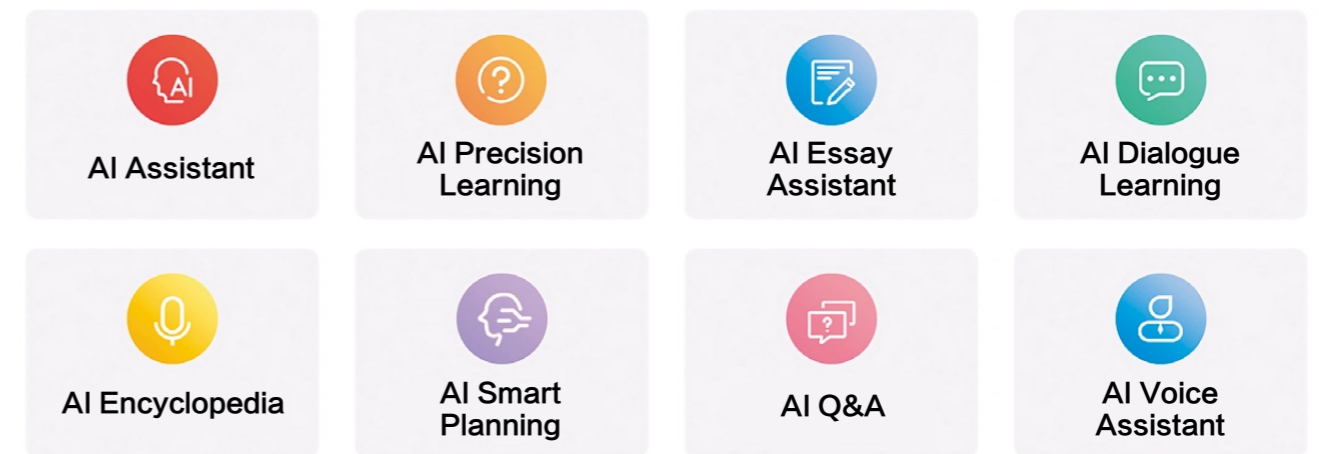 AI
AI Assistant
?
AI Precision
Learning
AI Essay
Assistant
AI Dialogue
Learning
AI Encyclopedia
AI Smart
Planning
?
AI Q&A
AI Voice
Assistant